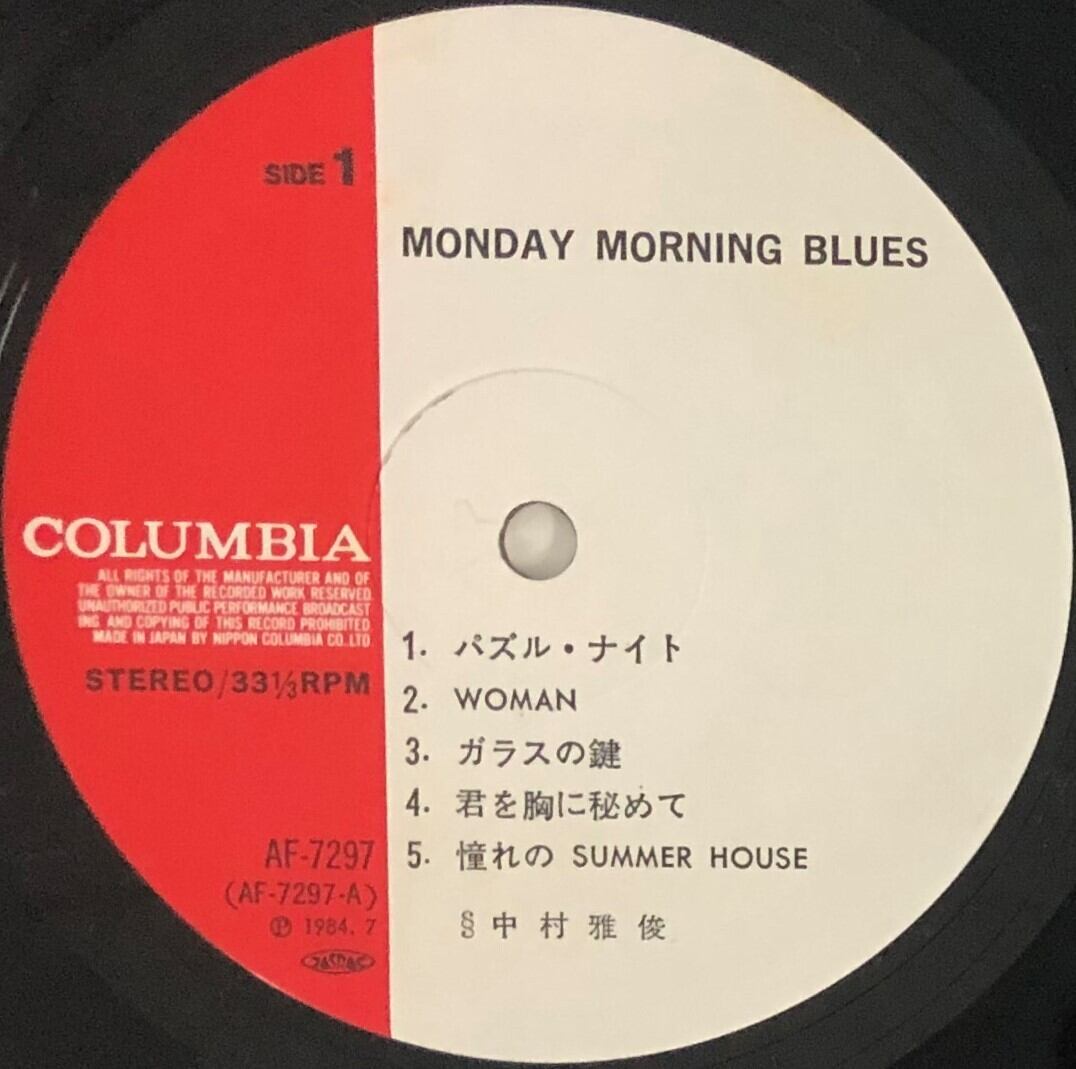 SIDE 1
MONDAY MORNING BLUES
COLUMBIA
ALL RIGHTS OF THE MANUFACTURER AND OF
THE OWNER OF THE RECORDED WORK RESERVED
UNAUTHORIZED PUBLIC PERFORMANCE BROADCAST
ING AND COPYING OF THIS RECORD PROHIBITED
MADE IN JAPAN BY NIPPON COLUMBIA CO.,LTD
STEREO/33⅓RPM
AF-7297
(AF-7297-A)
Ⓟ 1984. 7
JASRAC
1. パズル・ナイト
2. WOMAN
3. ガラスの鍵
4. 君を胸に秘めて
5. 憧れの SUMMER HOUSE
§ 中村雅俊